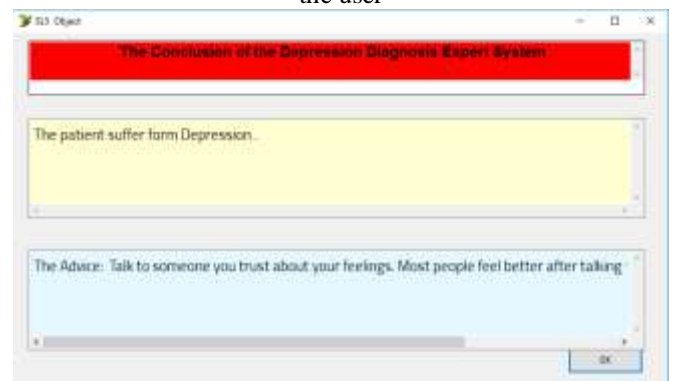 the user
SL5 Object
The Conclusion of the Depression Diagnosis Expert System
The patient suffer form Depression..
The Advice: Talk to someone you trust about your feelings. Most people feel better after talking
OK